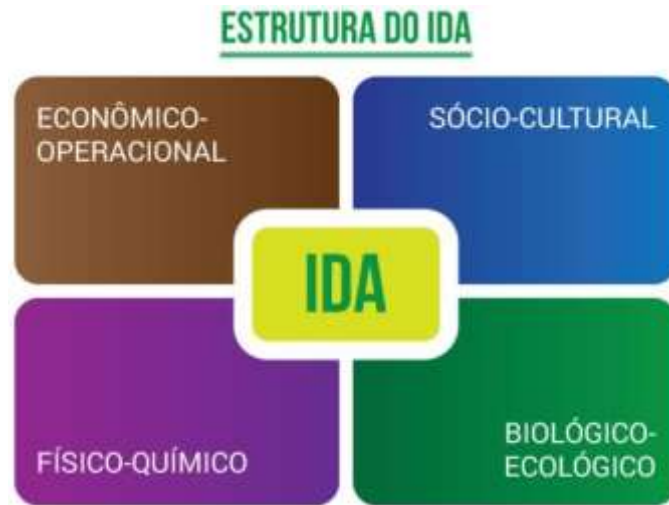 ESTRUTURA DO IDA
ECONÔMICO-
OPERACIONAL
SÓCIO-CULTURAL
IDA
FÍSICO-QUÍMICO
BIOLÓGICO-
ECOLÓGICO